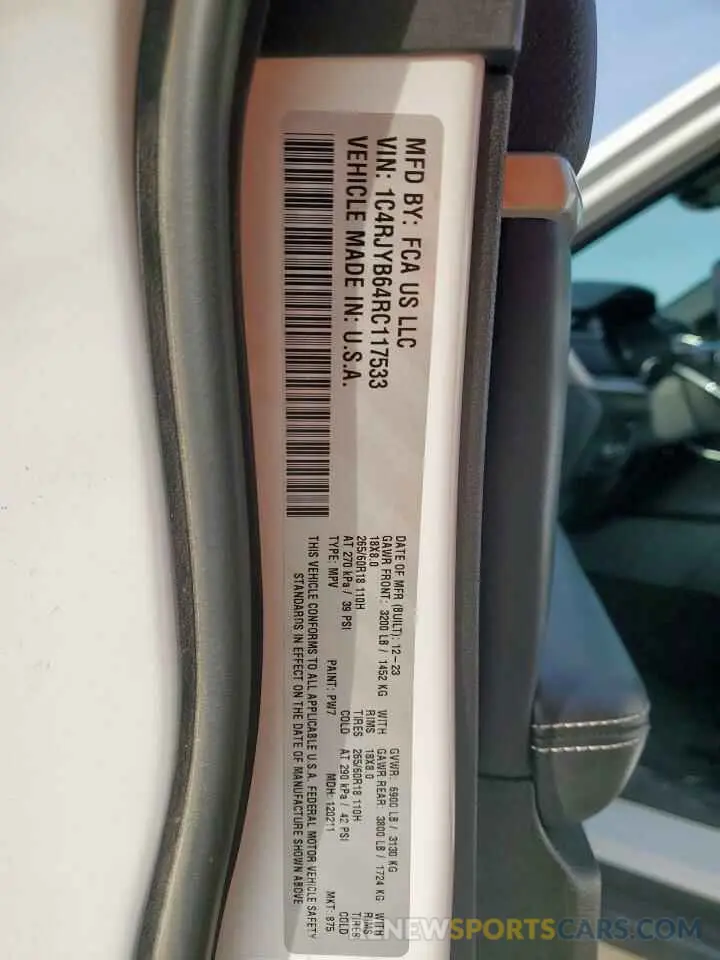 MFD BY: FCA US LLC
VIN: 1C4RJYB64RC117533
VEHICLE MADE IN: U.S.A.
DATE OF MFR (BUILT): 12-23 GVWR: 6900 LB / 3130 KG
GAWR FRONT: 3200 LB / 1452 KG WITH GAWR REAR: 3800 LB / 1724 KG WITH
18X8.0 RIMS 18X8.0 RIMS
265/60R18 110H TIRES 265/60R18 110H TIRES
AT 270 kPa / 39 PSI COLD AT 290 kPa / 42 PSI COLD
TYPE: MPV PAINT: PW7 MDH: 120211 MKT: 875
THIS VEHICLE CONFORMS TO ALL APPLICABLE U.S.A. FEDERAL MOTOR VEHICLE SAFETY
STANDARDS IN EFFECT ON THE DATE OF MANUFACTURE SHOWN ABOVE
RENEWSPORTSCARS.COM